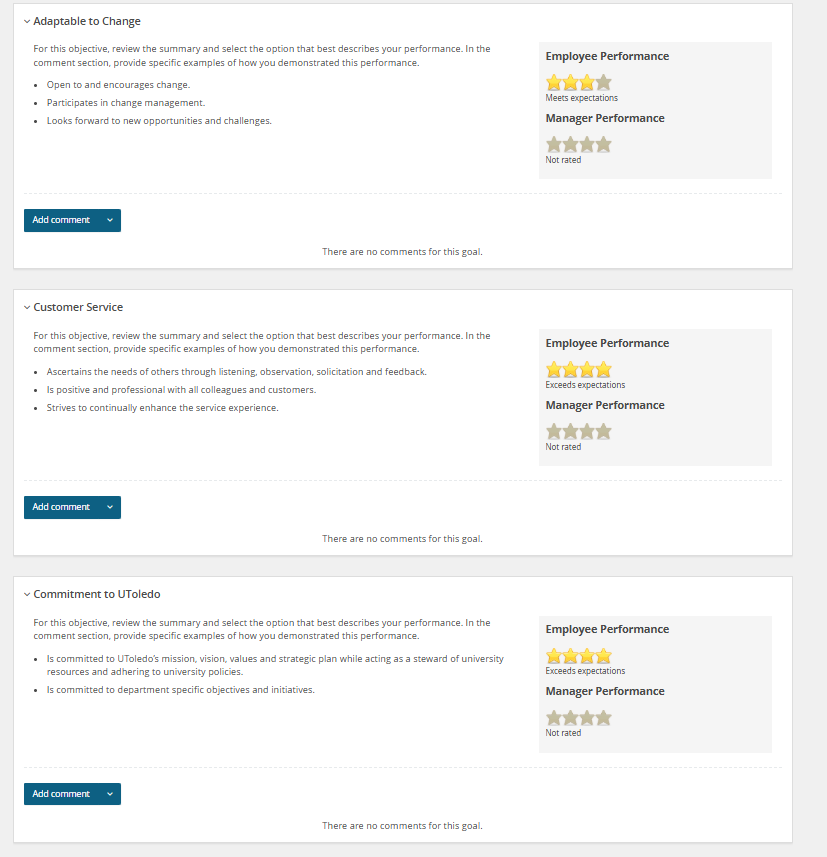 Adaptable to Change
For this objective, review the summary and select the option that best describes your performance. In the
comment section, provide specific examples of how you demonstrated this performance.
Open to and encourages change.
Participates in change management.
Looks forward to new opportunities and challenges.
Employee Performance
Meets expectations
Manager Performance
Not rated
Add comment
There are no comments for this goal.
Customer Service
For this objective, review the summary and select the option that best describes your performance. In the
comment section, provide specific examples of how you demonstrated this performance.
Ascertains the needs of others through listening, observation, solicitation and feedback.
Is positive and professional with all colleagues and customers.
Strives to continually enhance the service experience.
Employee Performance
Exceeds expectations
Manager Performance
Not rated
Add comment
There are no comments for this goal.
Commitment to UToledo
For this objective, review the summary and select the option that best describes your performance. In the
comment section, provide specific examples of how you demonstrated this performance.
Is committed to UToledo's mission, vision, values and strategic plan while acting as a steward of university
resources and adhering to university policies.
Is committed to department specific objectives and initiatives.
Employee Performance
Exceeds expectations
Manager Performance
Not rated
Add comment
There are no comments for this goal.